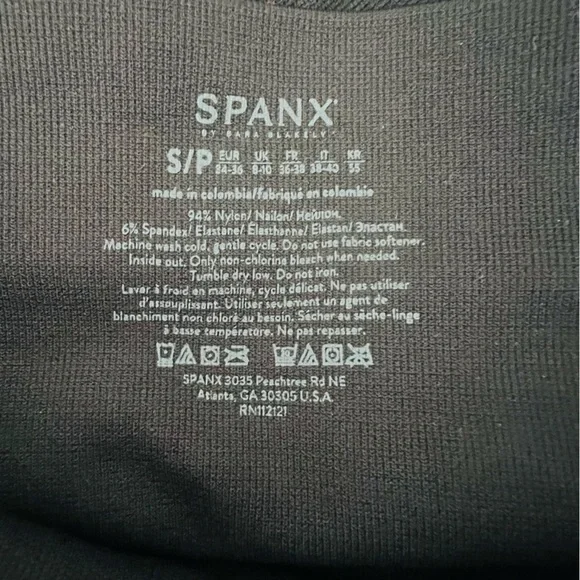 SPANX®
BY SARA BLAKELY®
S/P EUR 34-36 UK 8-10 FR 36-38 IT 38-40 KR 55
made in colombia/fabriqué en colombie
94% Nylon/ Nailon/ Нейлон.
6% Spandex/ Elastane/ Élasthanne/ Elastan/ Эластан.
Machine wash cold, gentle cycle. Do not use fabric softener.
Inside out. Only non-chlorine bleach when needed.
Tumble dry low. Do not iron.
Laver à froid en machine, cycle délicat. Ne pas utiliser
d'assouplissant. Utiliser seulement un agent de
blanchiment non chloré au besoin. Sécher au sèche-linge
à basse température. Ne pas repasser.
SPANX 3035 Peachtree Rd NE
Atlanta, GA 30305 U.S.A.
RN112121